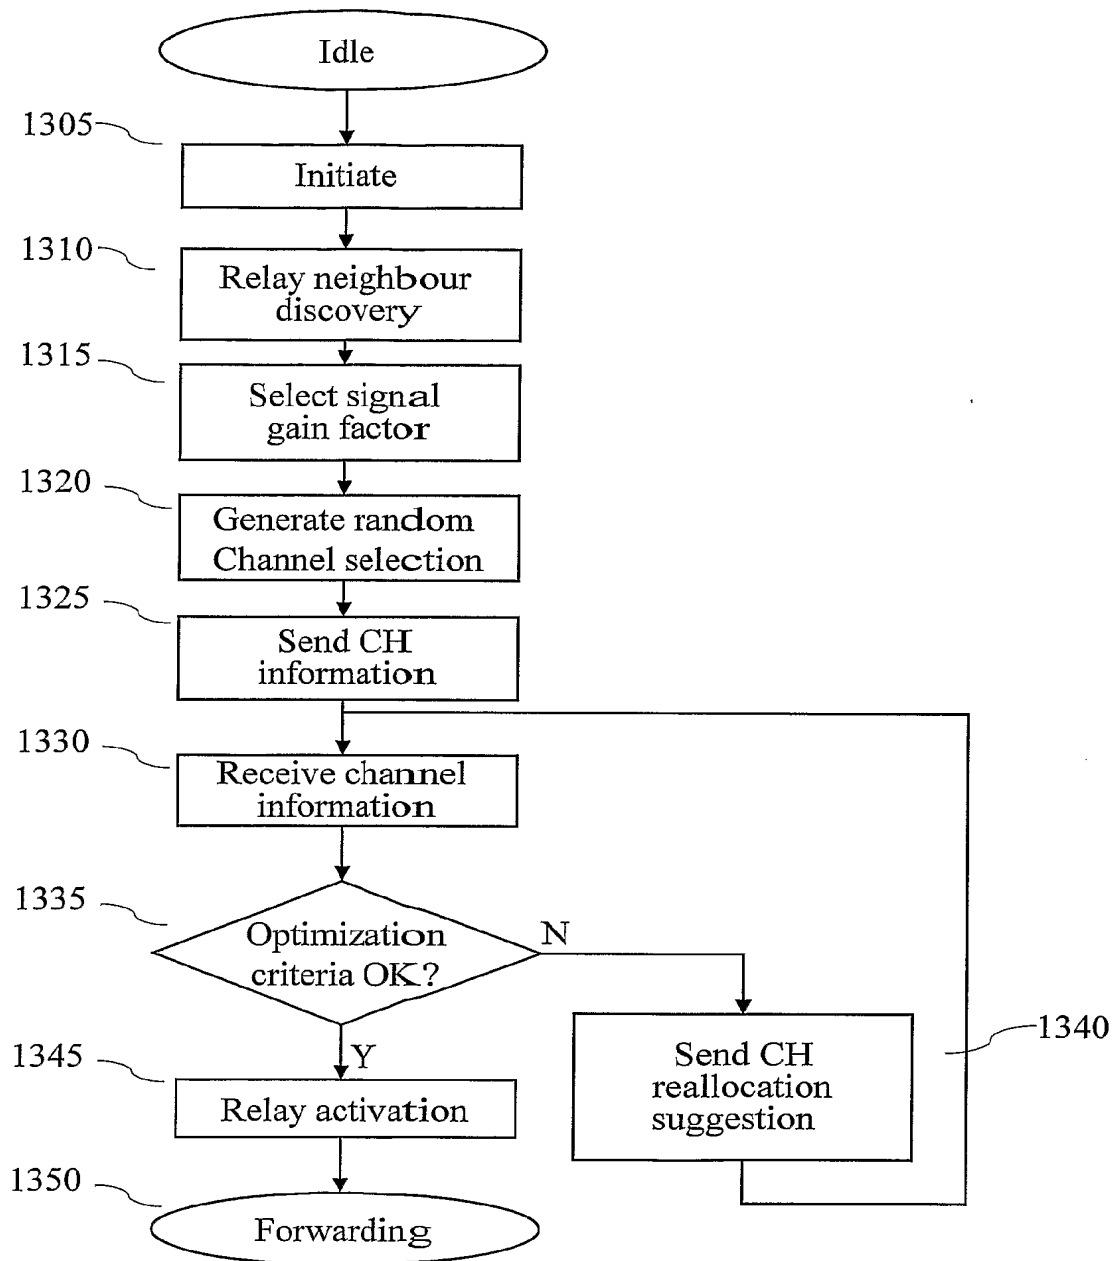 Idle
1305
Initiate
1310
Relay neighbour
discovery
1315
Select signal
gain factor
1320
Generate random
Channel selection
1325
Send CH
information
1330
Receive channel
information
1335
Optimization
criteria OK?
N
1340
Send CH
reallocation
suggestion
Y
1345
Relay activation
1350
Forwarding